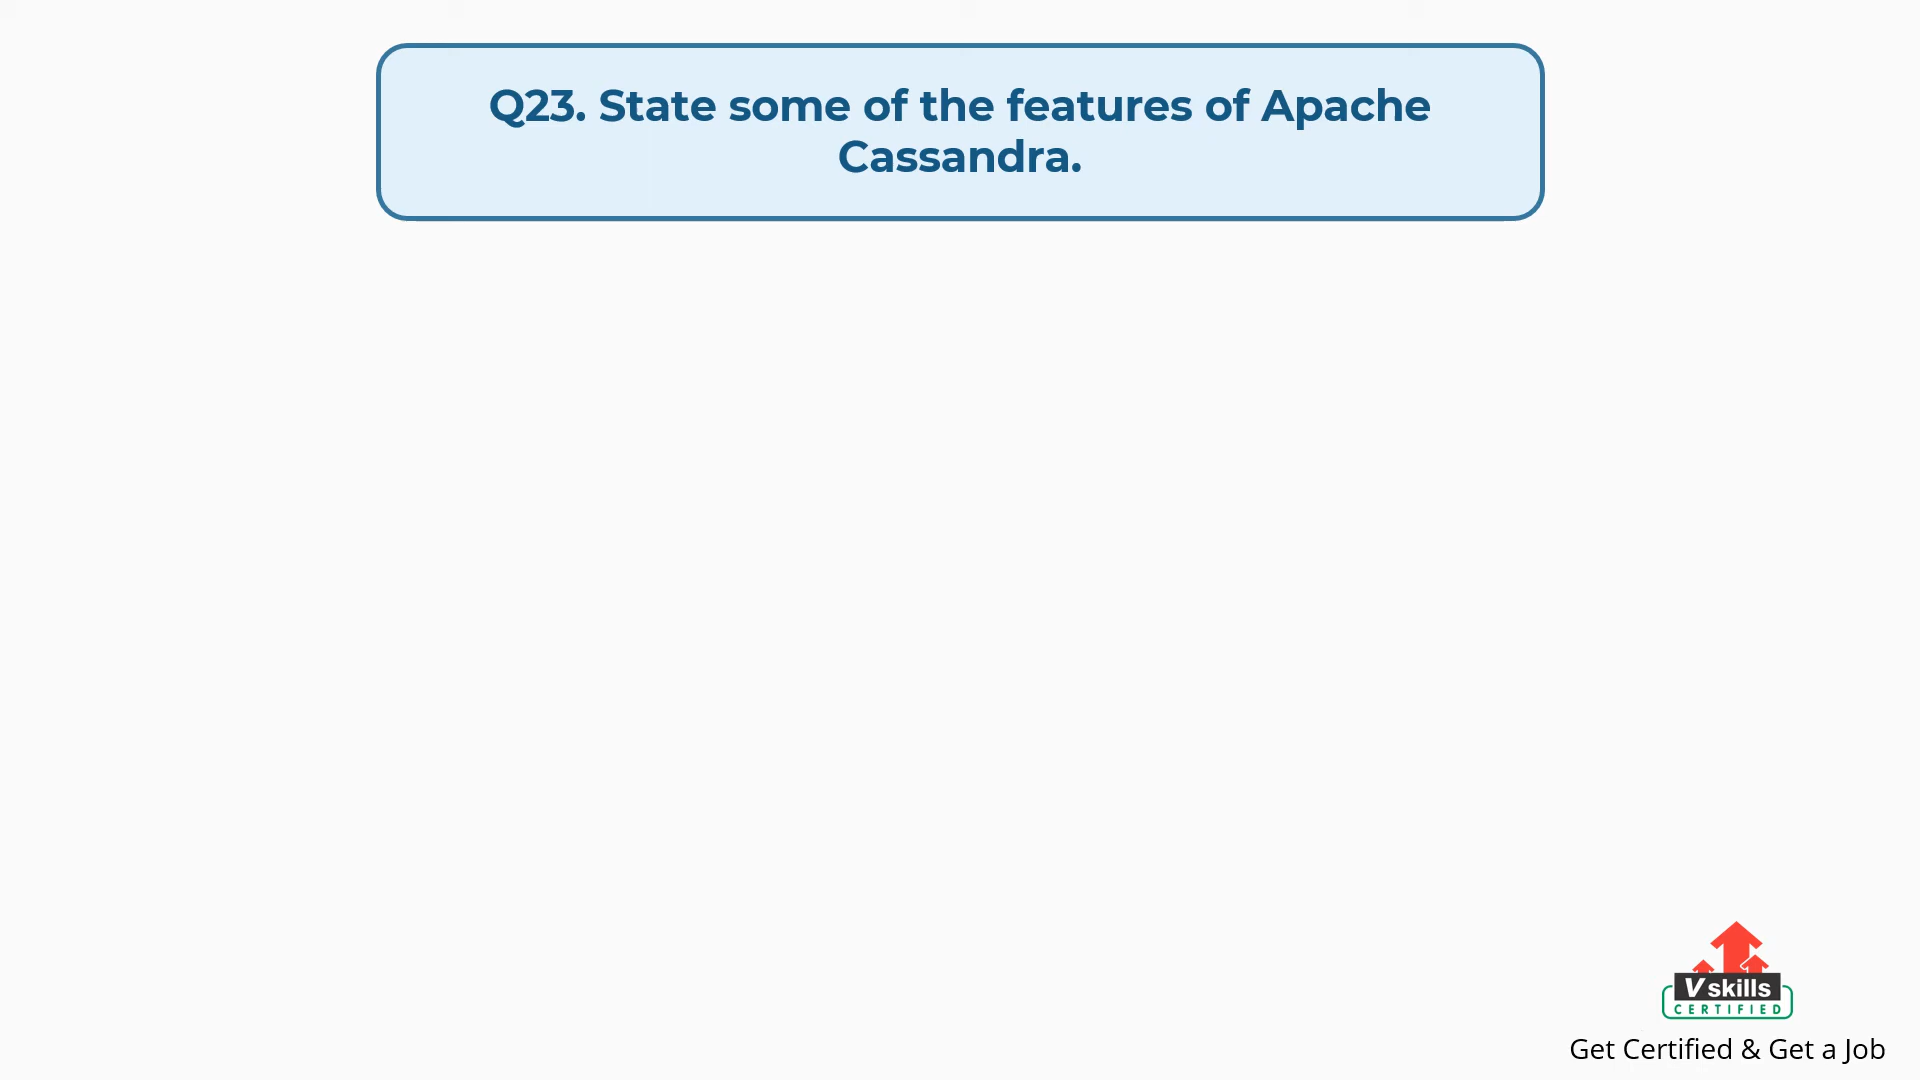 Q23. State some of the features of Apache
Cassandra.
Vskills
CERTIFIED
Get Certified & Get a Job